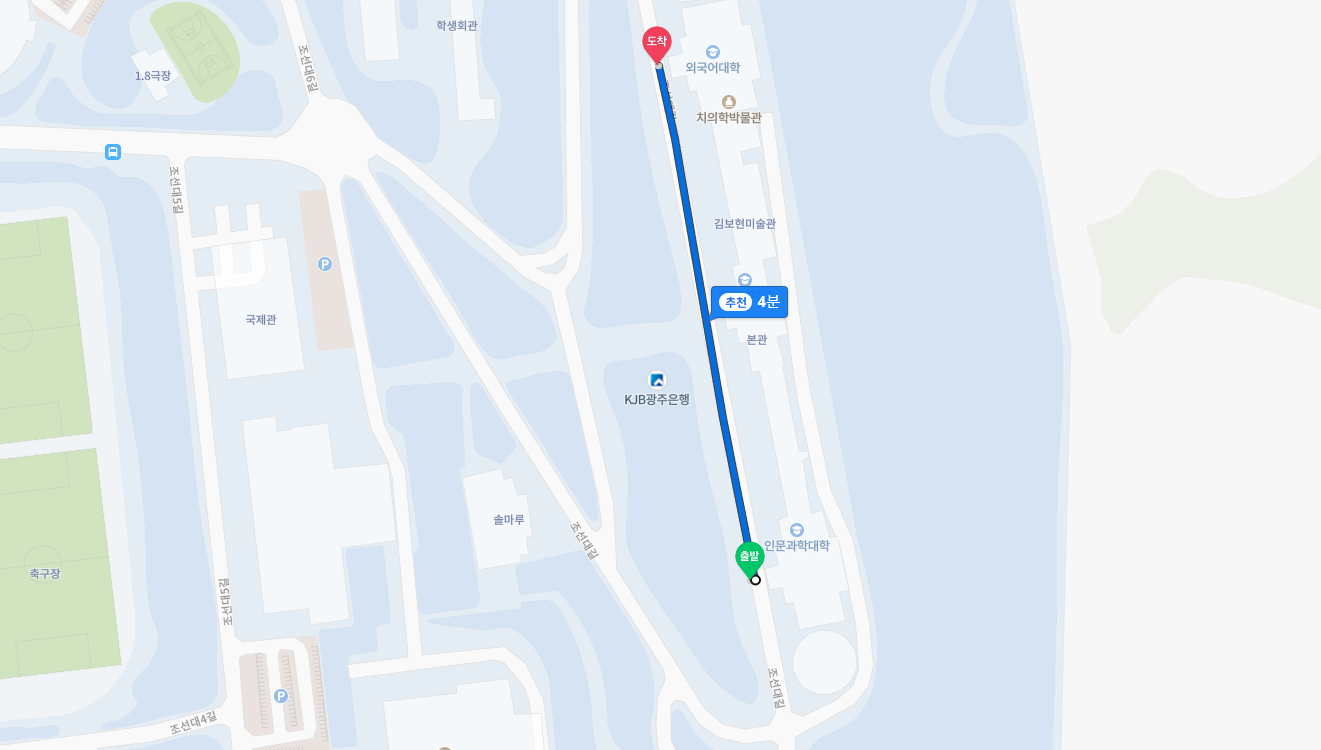 학생회관
도착
외국어대학
1.8극장
조선대6길
치의학박물관
조선대5길
김보현미술관
P
추천 4분
국제관
본관
KJB광주은행
솔마루
조선대길
출발
인문과학대학
축구장
조선대5길
조선대길
P
조선대4길